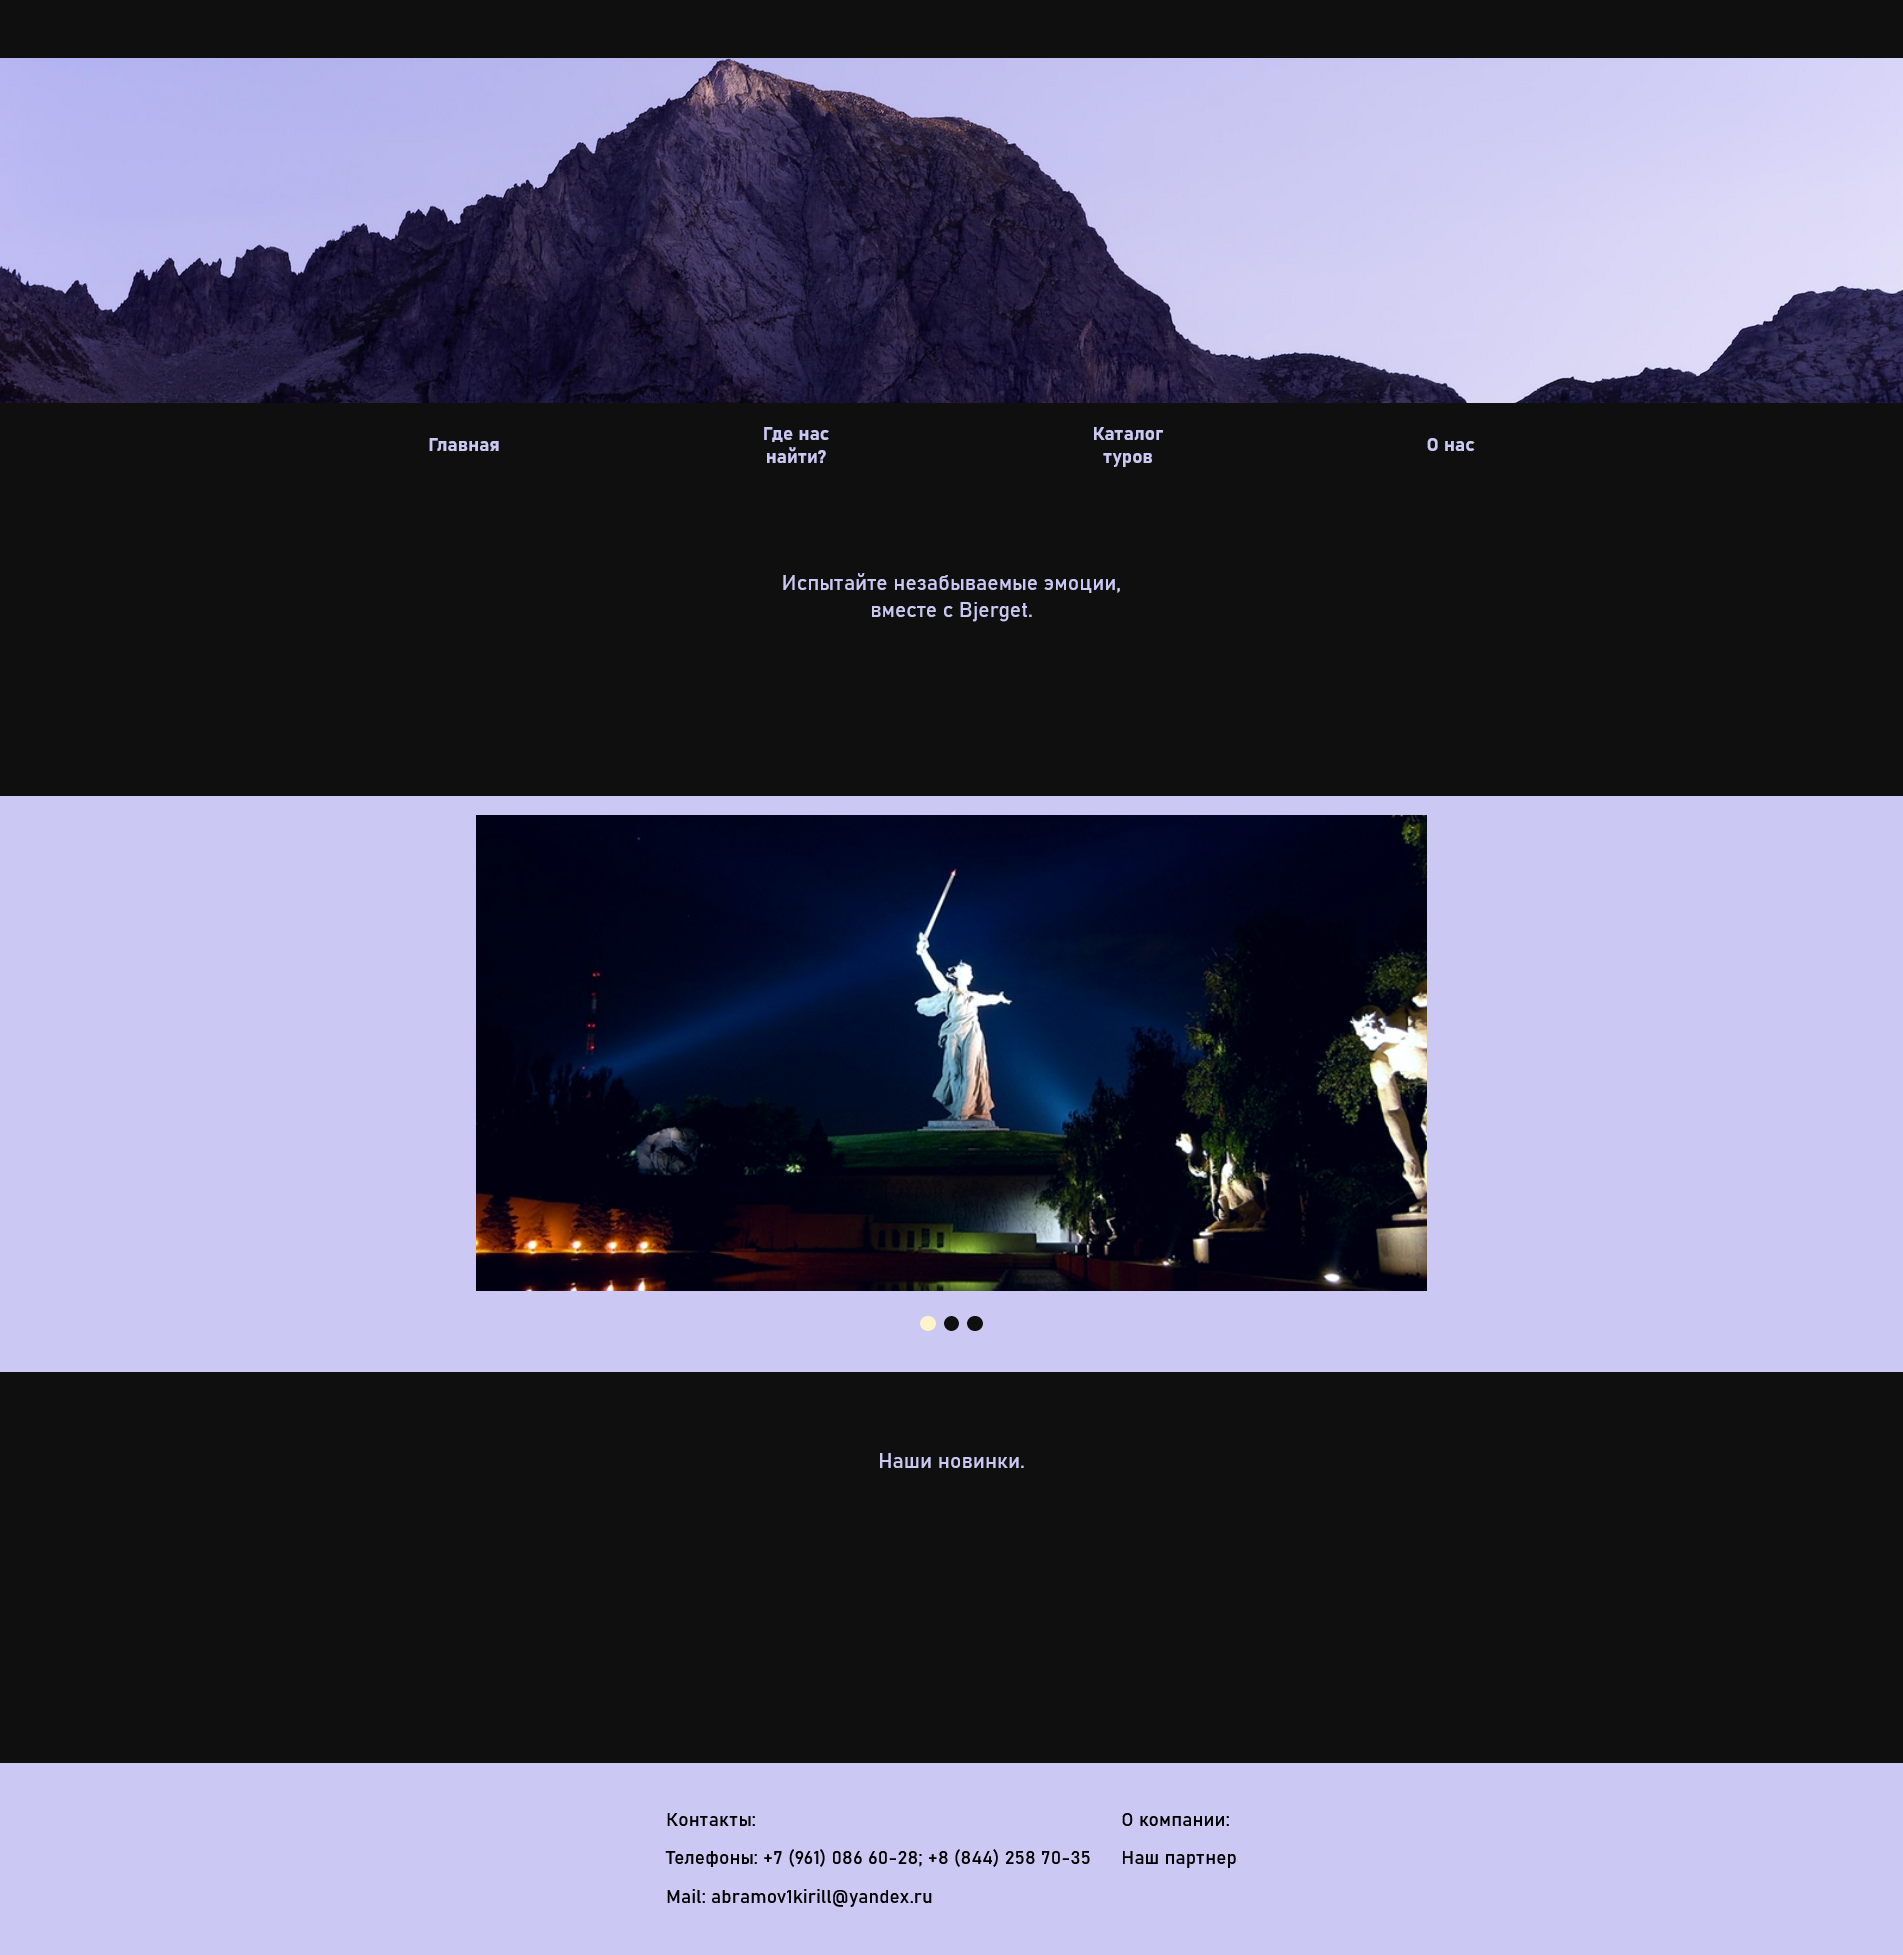 Главная
Где нас
найти?
Каталог
туров
О нас
Испытайте незабываемые эмоции,
вместе с Bjerget.
Наши новинки.
Контакты:
Телефоны: +7 (961) 086 60-28; +8 (844) 258 70-35
Mail: abramov1kirill@yandex.ru
О компании:
Наш партнер